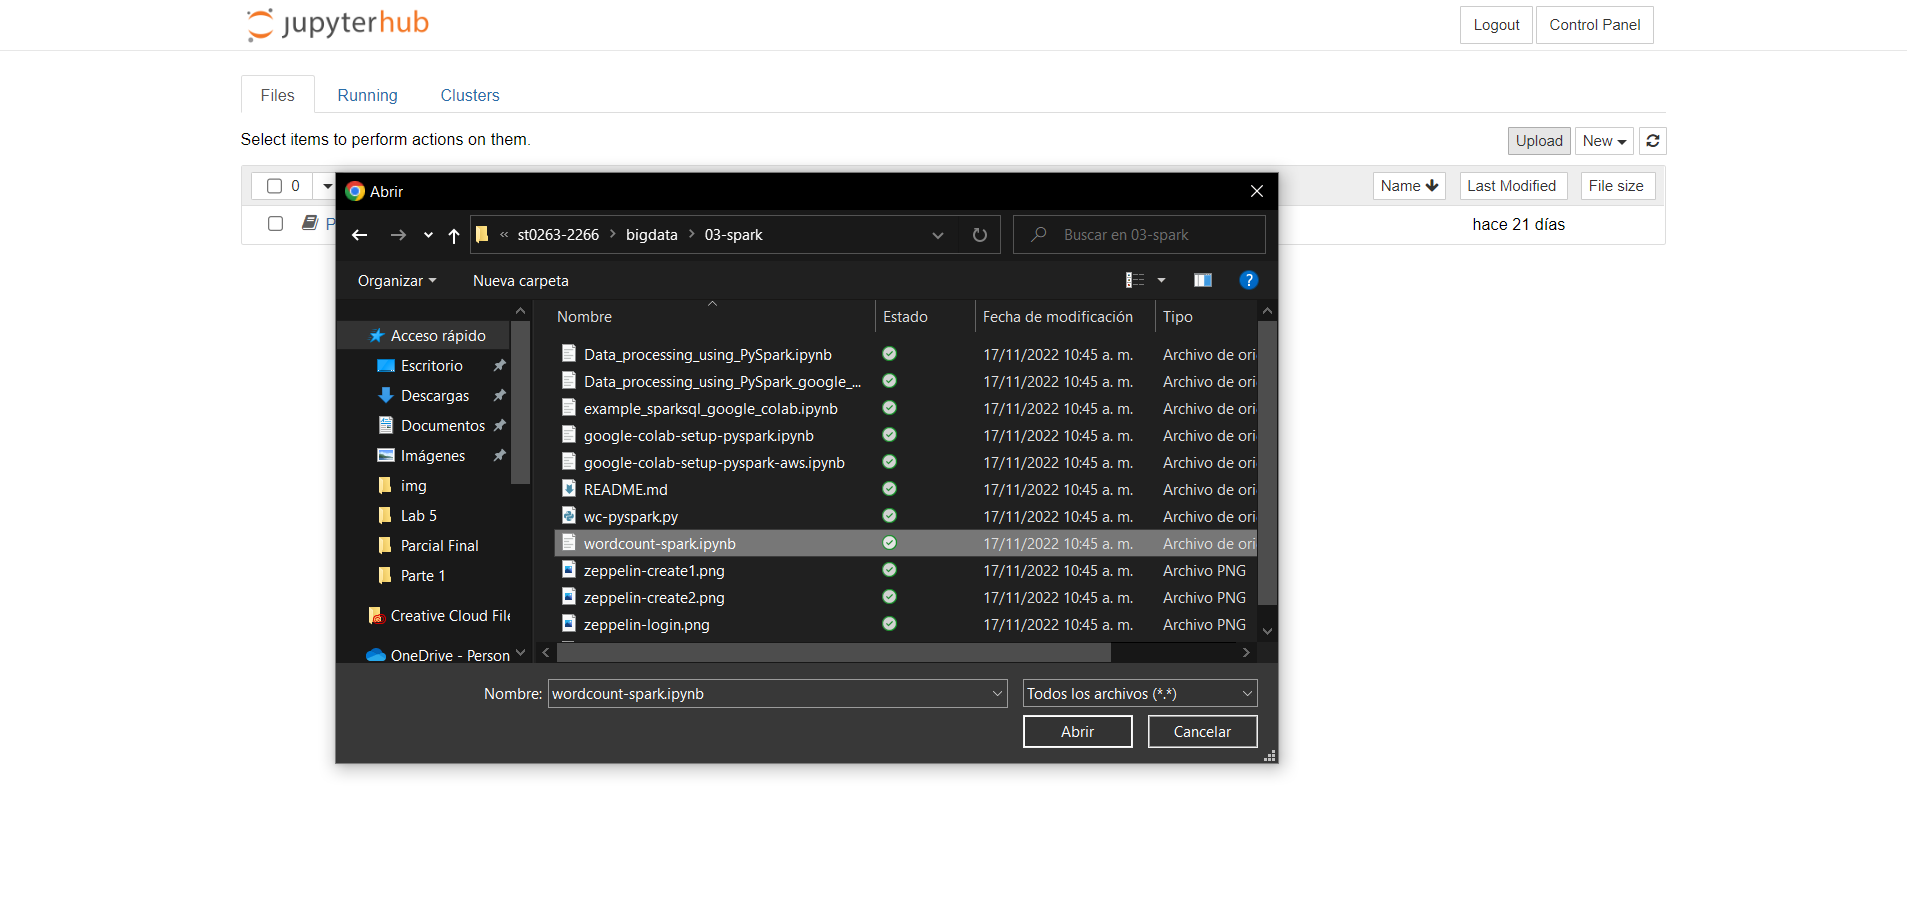 jupyterhub
Logout
Control Panel
Files
Running
Clusters
Select items to perform actions on them.
Upload
New
0
Name
Last Modified
File size
P
hace 21 días
Abrir
« st0263-2266 > bigdata > 03-spark
Buscar en 03-spark
Organizar
Nueva carpeta
?
Nombre
Estado
Fecha de modificación
Tipo
Acceso rápido
Escritorio
Descargas
Documentos
Imágenes
img
Lab 5
Parcial Final
Parte 1
Creative Cloud File
OneDrive - Person
Data_processing_using_PySpark.ipynb 17/11/2022 10:45 a. m. Archivo de ori
Data_processing_using_PySpark_google_... 17/11/2022 10:45 a. m. Archivo de ori
example_sparksql_google_colab.ipynb 17/11/2022 10:45 a. m. Archivo de ori
google-colab-setup-pyspark.ipynb 17/11/2022 10:45 a. m. Archivo de ori
google-colab-setup-pyspark-aws.ipynb 17/11/2022 10:45 a. m. Archivo de ori
README.md 17/11/2022 10:45 a. m. Archivo de ori
wc-pyspark.py 17/11/2022 10:45 a. m. Archivo de ori
wordcount-spark.ipynb 17/11/2022 10:45 a. m. Archivo de ori
zeppelin-create1.png 17/11/2022 10:45 a. m. Archivo PNG
zeppelin-create2.png 17/11/2022 10:45 a. m. Archivo PNG
zeppelin-login.png 17/11/2022 10:45 a. m. Archivo PNG
Nombre: wordcount-spark.ipynb
Todos los archivos (*.*)
Abrir
Cancelar